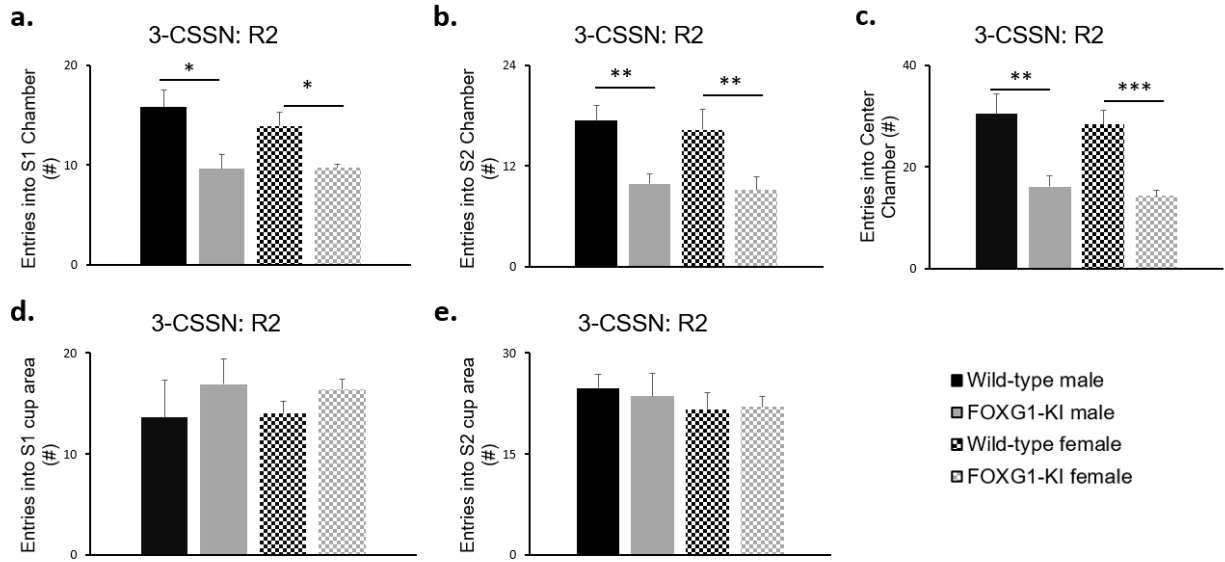 a.
3-CSSN: R2
Entries into S1 Chamber
(#)
20
10
0
*
*
b.
3-CSSN: R2
Entries into S2 Chamber
(#)
24
12
0
**
**
c.
3-CSSN: R2
Entries into Center
Chamber (#)
40
20
0
**
***
d.
3-CSSN: R2
Entries into S1 cup area
(#)
20
10
0
e.
3-CSSN: R2
Entries into S2 cup area
(#)
30
15
0
Wild-type male
FOXG1-KI male
Wild-type female
FOXG1-KI female